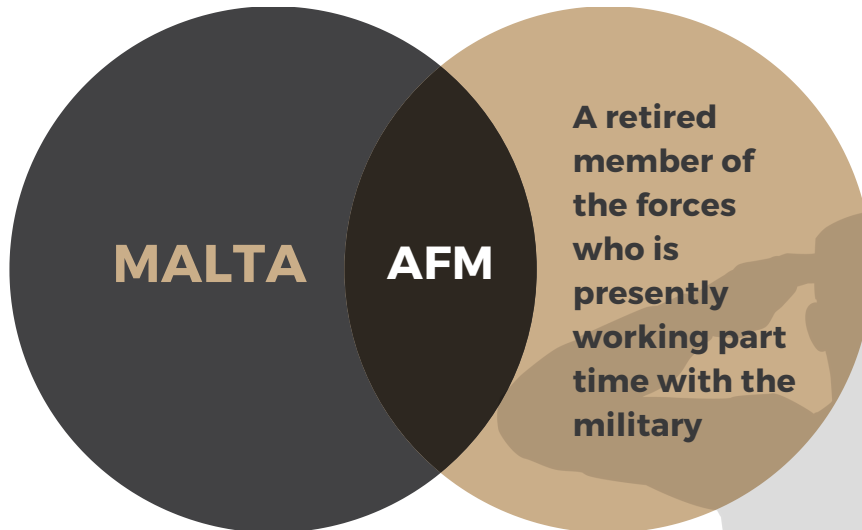 MALTA
AFM
A retired
member of
the forces
who is
presently
working part
time with the
military